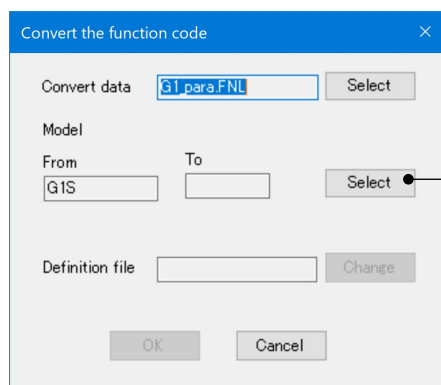 Convert the function code
Convert data G1_para.FNL Select
Model
From To
G1S Select
Definition file Change
OK Cancel